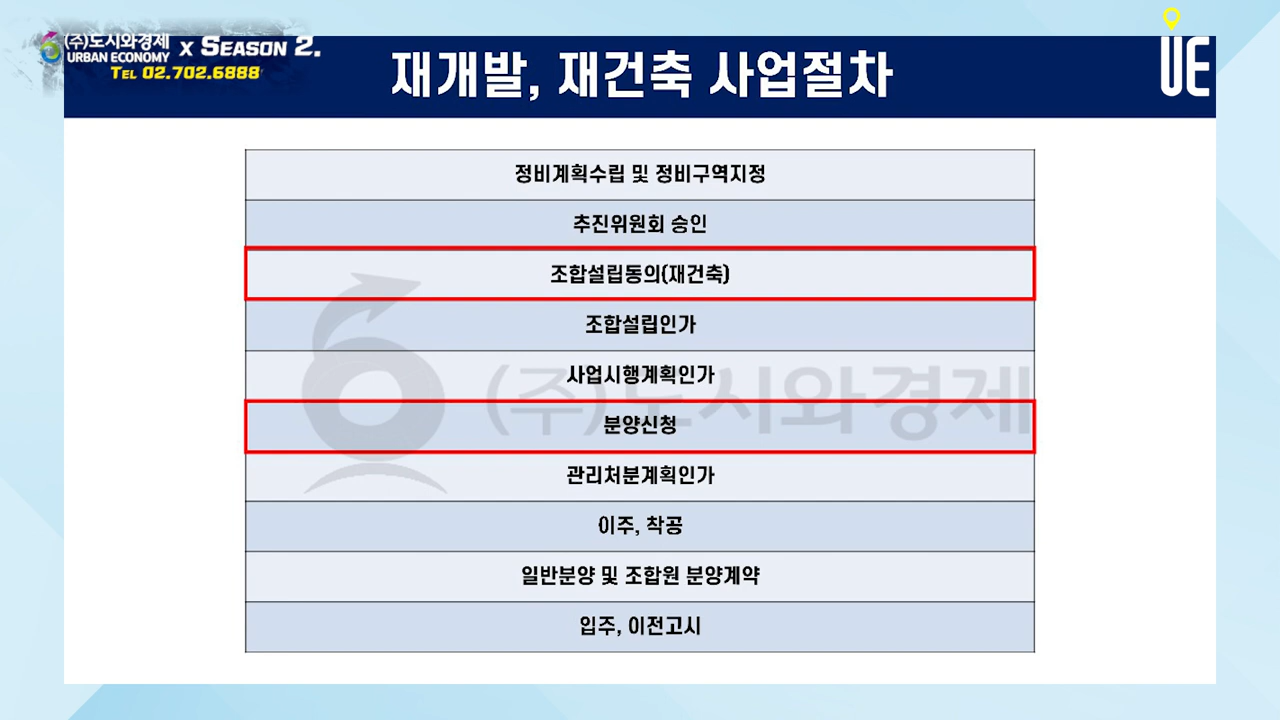 (주)도시와경제
URBAN ECONOMY
x SEASON 2.
TEL 02.702.6888
재개발, 재건축 사업절차
UE
정비계획수립 및 정비구역지정
추진위원회 승인
조합설립동의(재건축)
조합설립인가
사업시행계획인가
분양신청
관리처분계획인가
이주, 착공
일반분양 및 조합원 분양계약
입주, 이전고시
(주)도시와경제